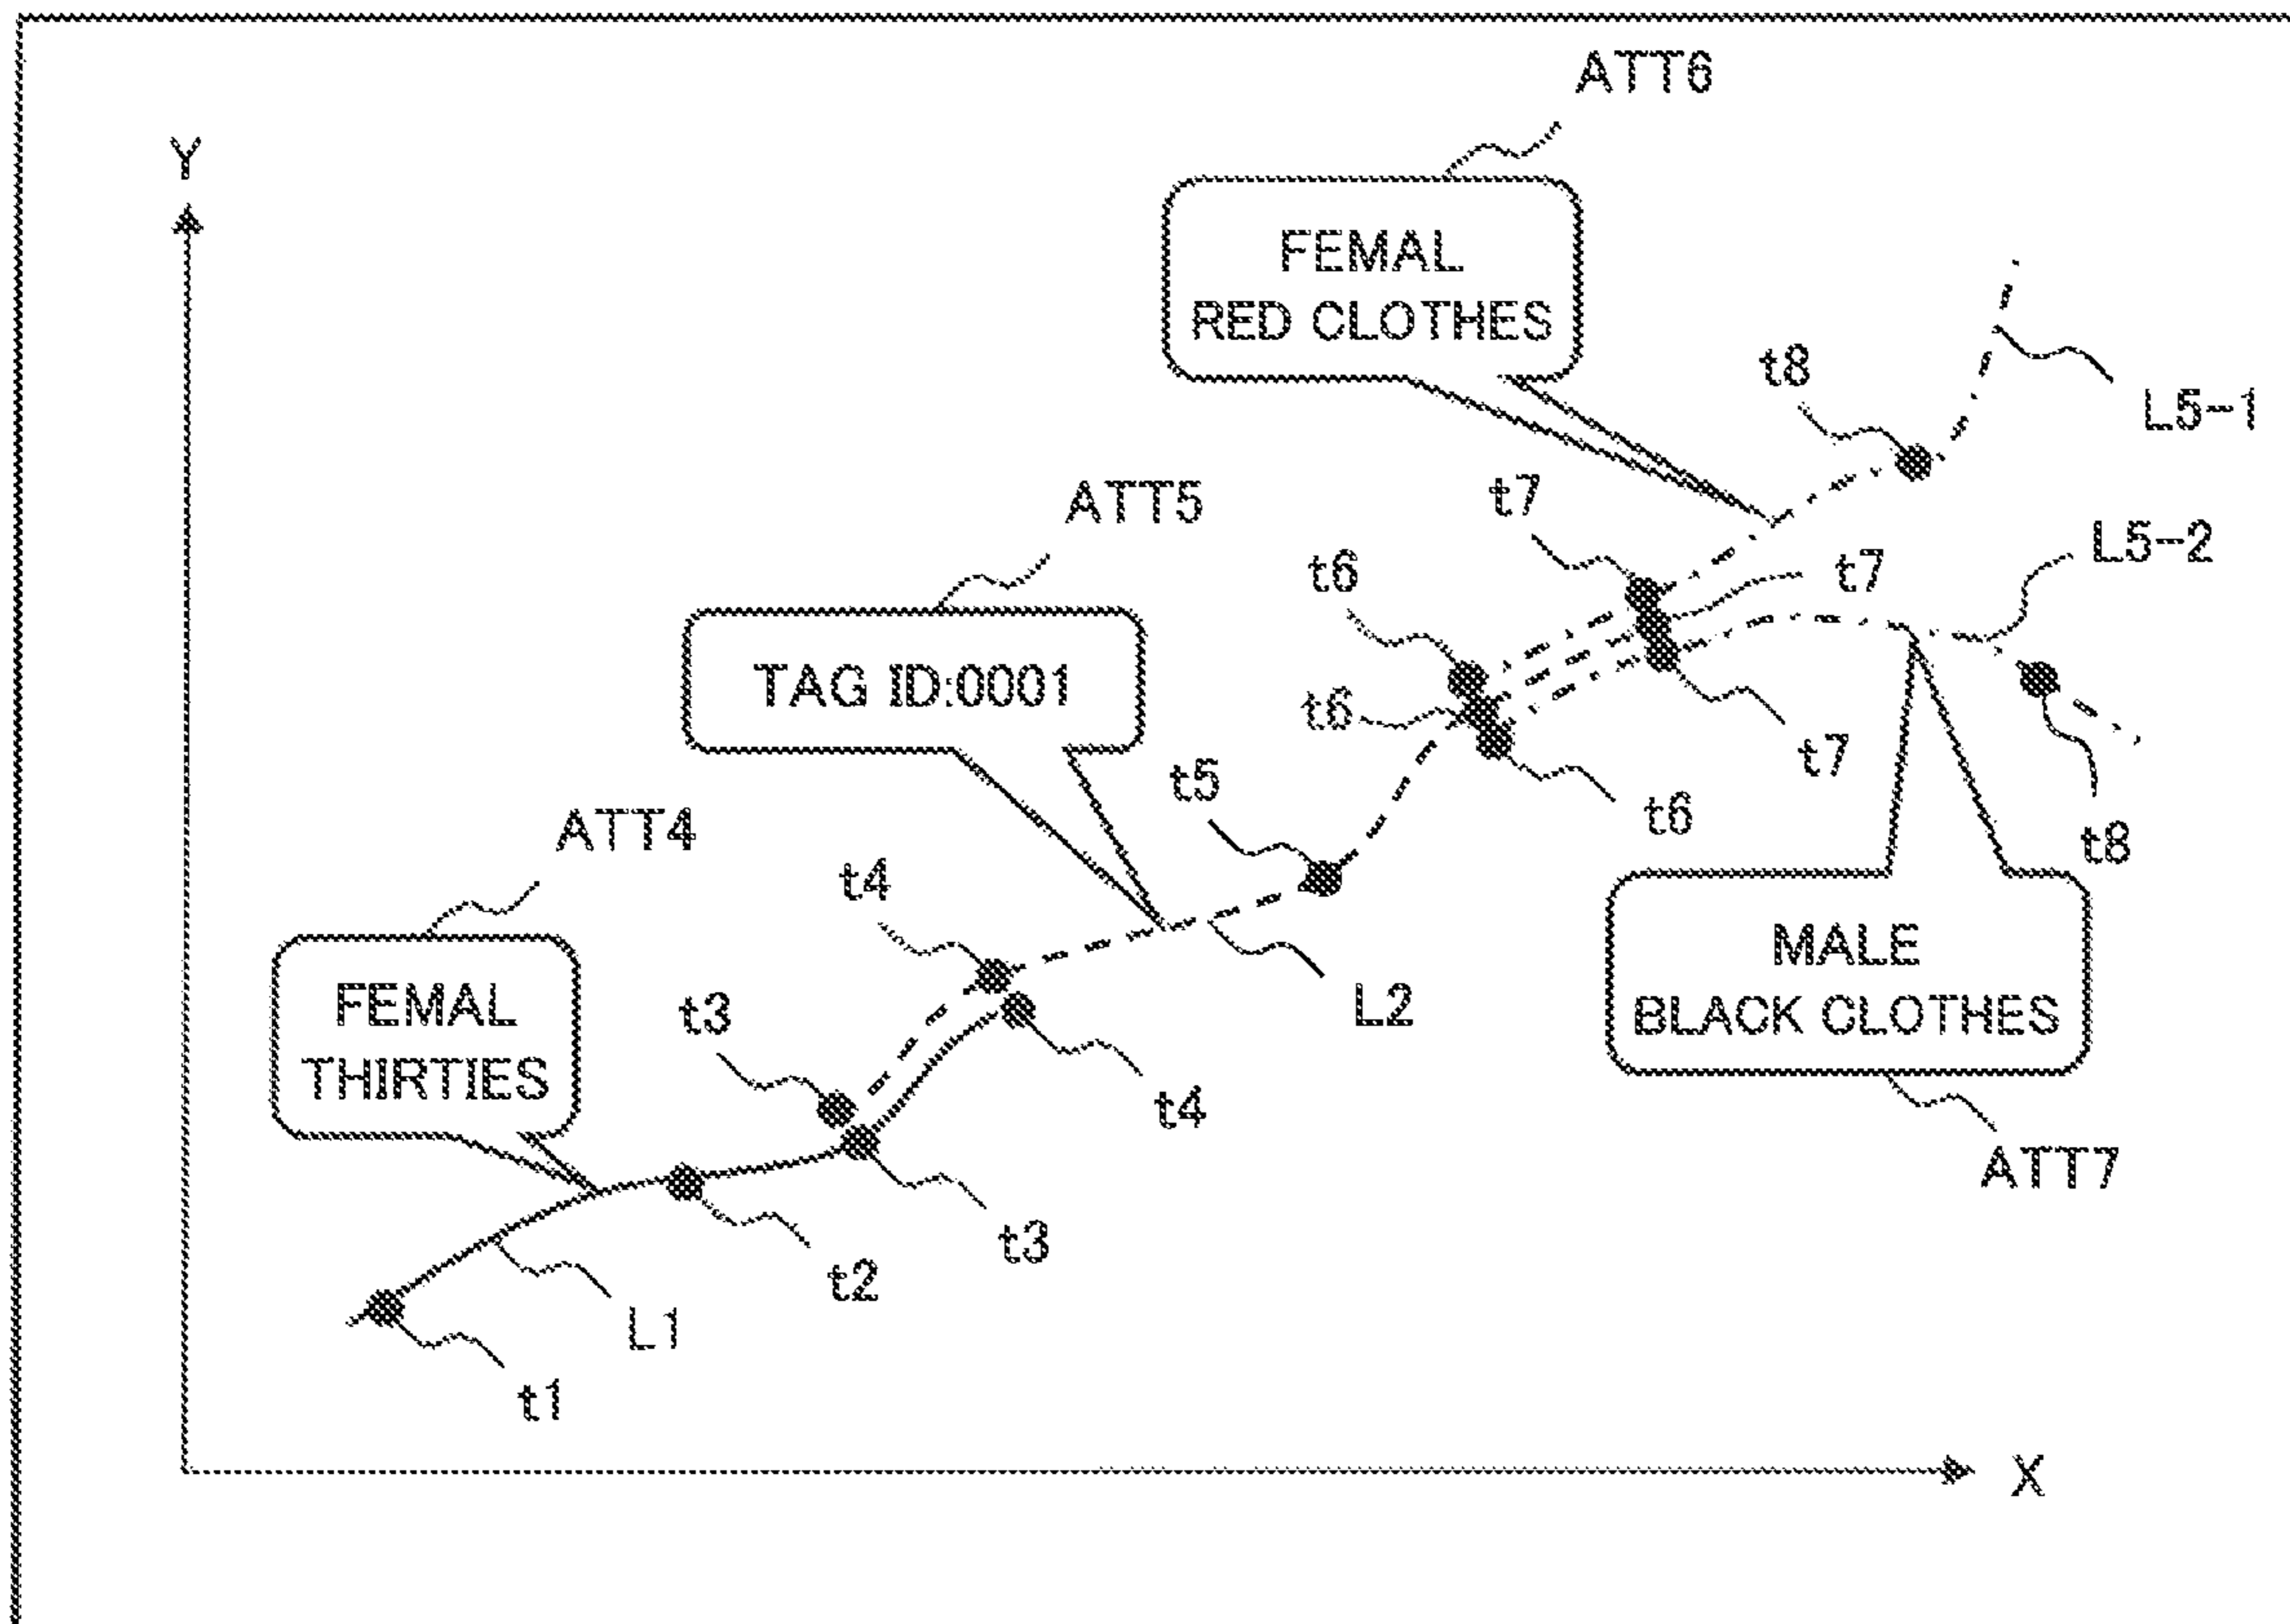 ATT6
Y
FEMAL
RED CLOTHES
t8
L5-1
ATT5
t7
L5-2
t6
t7
TAG ID:0001
t6
t7
t5
t6
t8
ATT4
t4
MALE
BLACK CLOTHES
FEMAL
THIRTIES
t3
L2
t4
ATT7
t3
t2
L1
t1
X